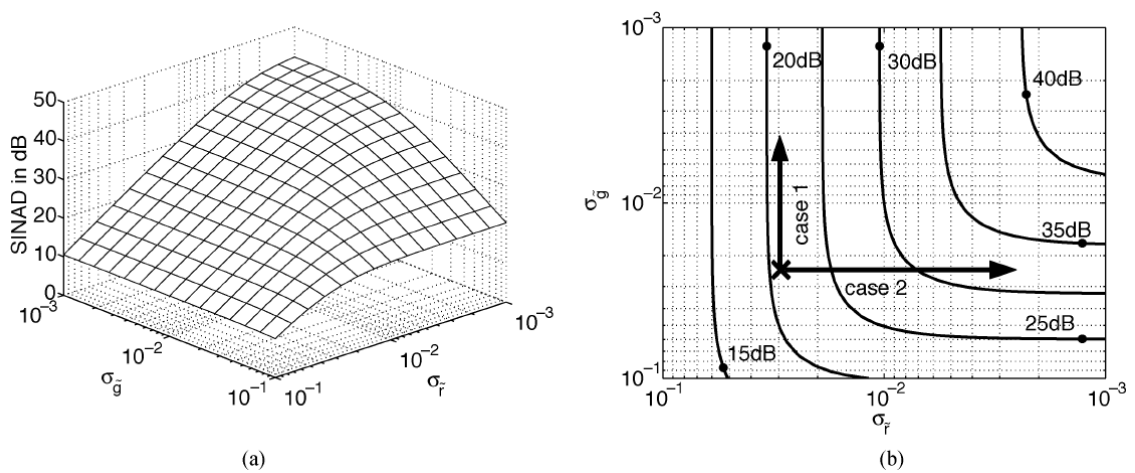 50
40
30
20
10
0
SINAD in dB
10⁻³
10⁻²
10⁻¹
σ_g̃
10⁻¹
10⁻²
10⁻³
σ_r̃
(a)
10⁻³
10⁻²
10⁻¹
σ_g̃
20dB
30dB
40dB
case 1
35dB
case 2
25dB
15dB
10⁻¹
10⁻²
10⁻³
σ_r̃
(b)